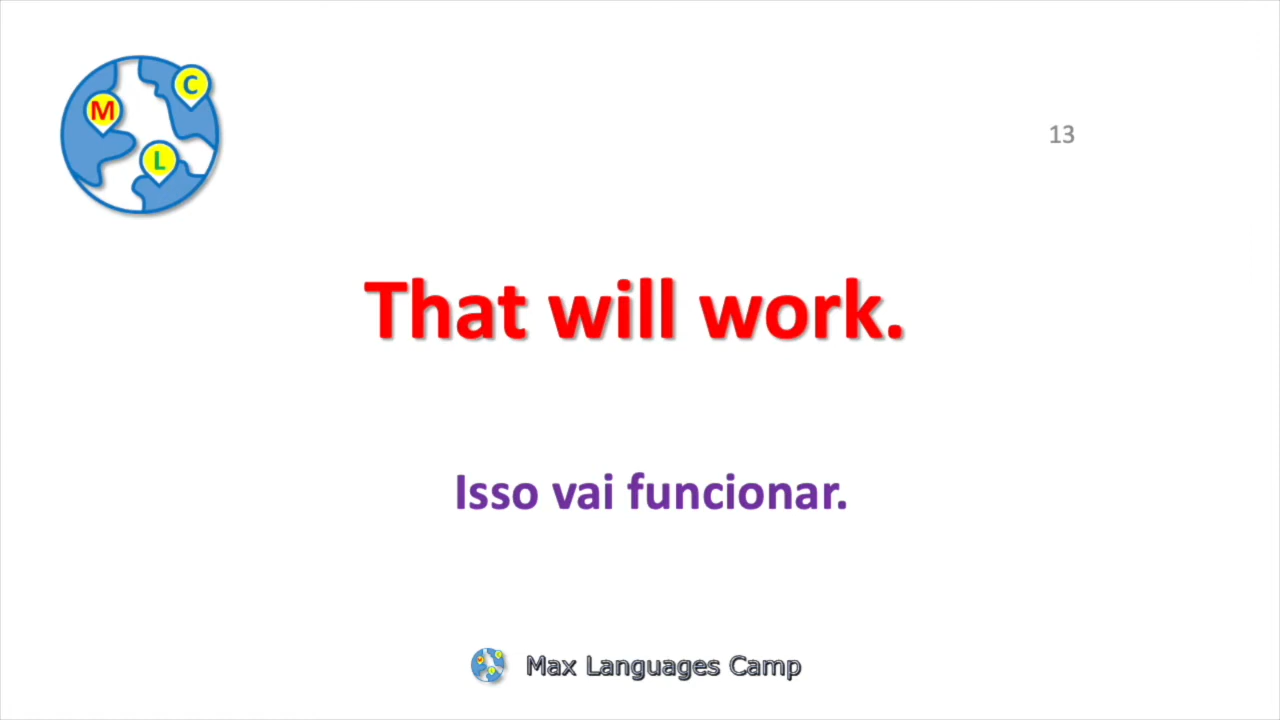 M
C
L
13
That will work.
Isso vai funcionar.
Max Languages Camp